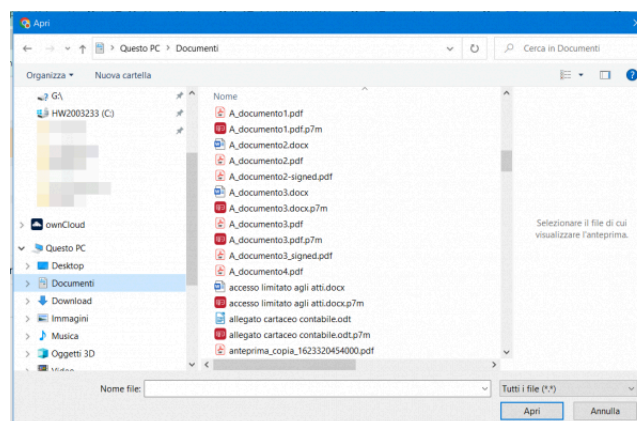 Apri
Questo PC > Documenti
Cerca in Documenti
Organizza
Nuova cartella
G:\
HW2003233 (C:)
ownCloud
Questo PC
Desktop
Documenti
Download
Immagini
Musica
Oggetti 3D
Video
Nome
A_documento1.pdf
A_documento1.pdf.p7m
A_documento2.docx
A_documento2.pdf
A_documento2-signed.pdf
A_documento3.docx
A_documento3.docx.p7m
A_documento3.pdf
A_documento3.pdf.p7m
A_documento3_signed.pdf
A_documento4.pdf
accesso limitato agli atti.docx
accesso limitato agli atti.docx.p7m
allegato cartaceo contabile.odt
allegato cartaceo contabile.odt.p7m
anteprima_copia_1623320454000.pdf
Selezionare il file di cui
visualizzare l'anteprima.
Nome file:
Tutti i file (*.*)
Apri
Annulla